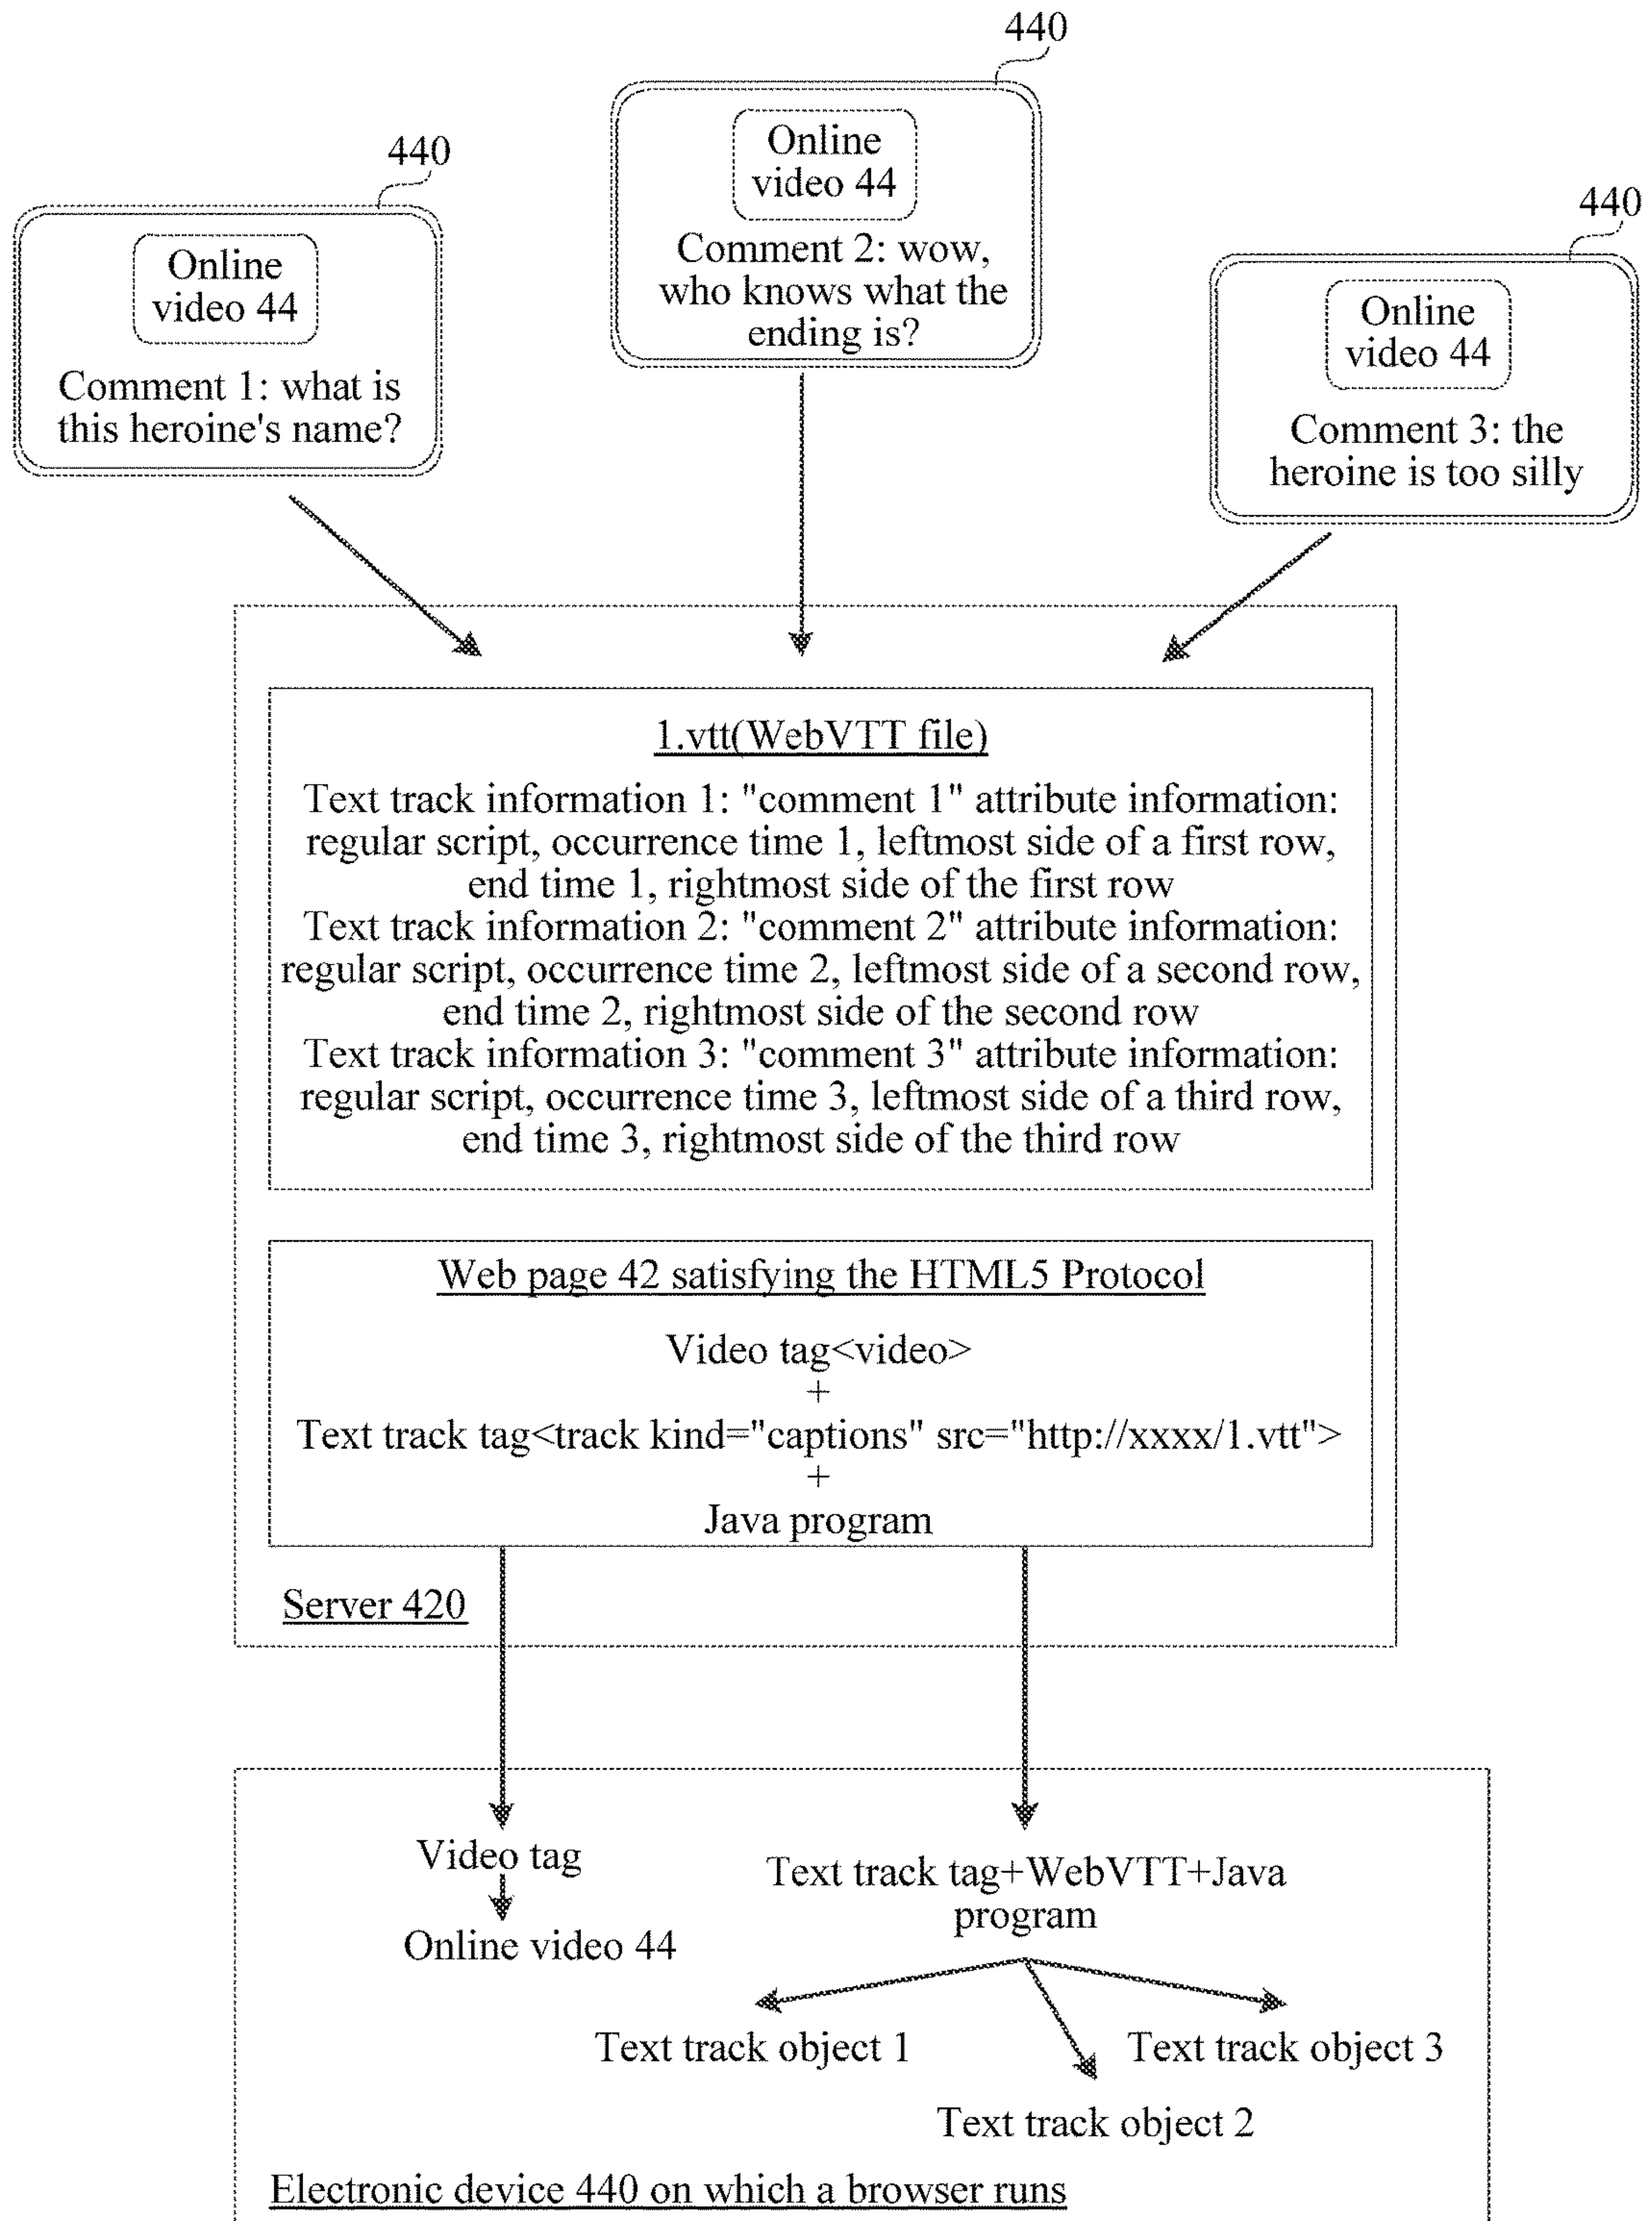 440
440
Online
video 44
Comment 1: what is
this heroine's name?
Online
video 44
Comment 2: wow,
who knows what the
ending is?
440
Online
video 44
Comment 3: the
heroine is too silly
1.vtt(WebVTT file)
Text track information 1: "comment 1" attribute information:
regular script, occurrence time 1, leftmost side of a first row,
end time 1, rightmost side of the first row
Text track information 2: "comment 2" attribute information:
regular script, occurrence time 2, leftmost side of a second row,
end time 2, rightmost side of the second row
Text track information 3: "comment 3" attribute information:
regular script, occurrence time 3, leftmost side of a third row,
end time 3, rightmost side of the third row
Web page 42 satisfying the HTML5 Protocol
Video tag<video>
+
Text track tag<track kind="captions" src="http://xxxx/1.vtt">
+
Java program
Server 420
Video tag
Online video 44
Text track tag+WebVTT+Java
program
Text track object 1
Text track object 3
Text track object 2
Electronic device 440 on which a browser runs